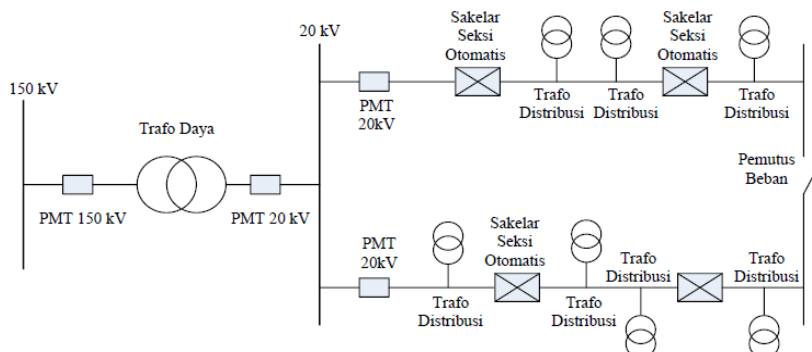 20 kV
Sakelar
Seksi
Otomatis
Sakelar
Seksi
Otomatis
150 kV
Trafo Daya
PMT
20kV
Trafo
Distribusi
Trafo
Distribusi
Trafo
Distribusi
Pemutus
Beban
PMT 150 kV
PMT 20 kV
PMT
20kV
Sakelar
Seksi
Otomatis
Trafo
Distribusi
Trafo
Distribusi
Trafo
Distribusi
Trafo
Distribusi